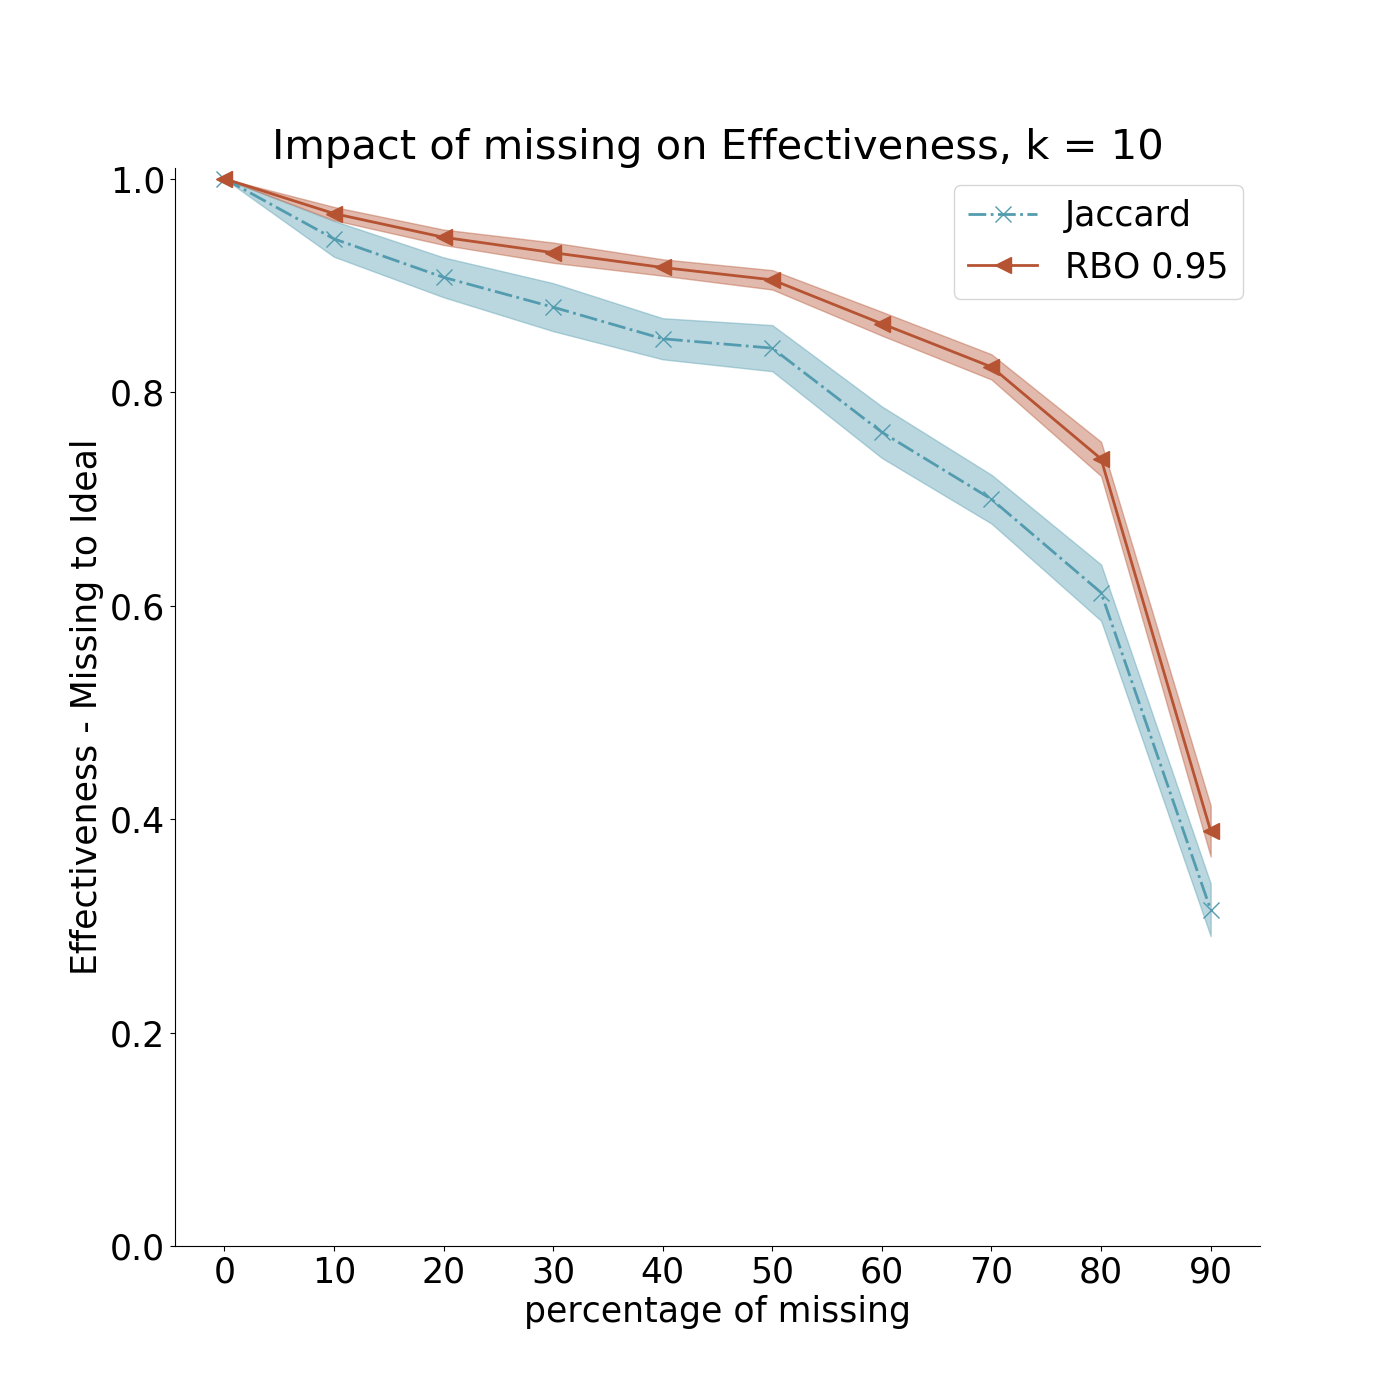 Impact of missing on Effectiveness, k = 10
1.0
0.8
0.6
0.4
0.2
0.0
Effectiveness - Missing to Ideal
Jaccard
RBO 0.95
0 10 20 30 40 50 60 70 80 90
percentage of missing